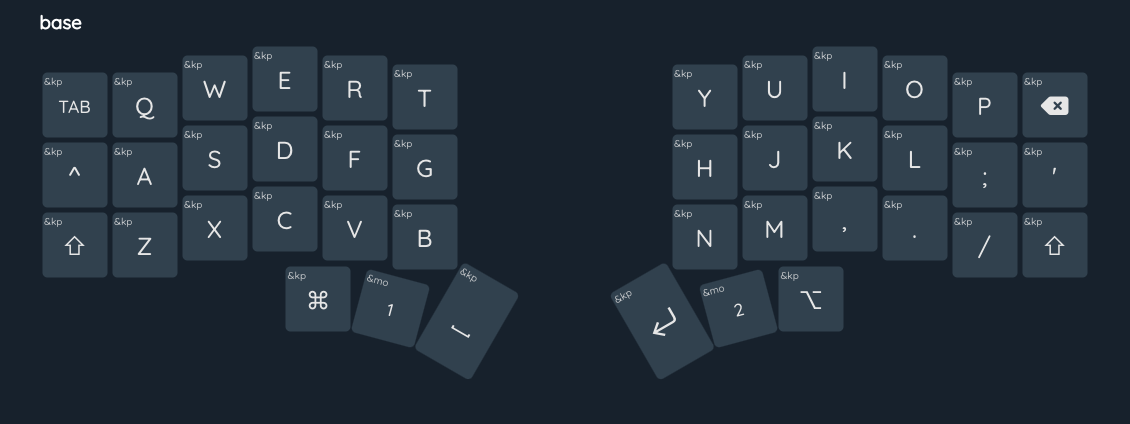 base
&kp TAB &kp Q &kp W &kp E &kp R &kp T &kp Y &kp U &kp I &kp O &kp P &kp ⌫
&kp ^ &kp A &kp S &kp D &kp F &kp G &kp H &kp J &kp K &kp L &kp ; &kp '
&kp ⇧ &kp Z &kp X &kp C &kp V &kp B &kp N &kp M &kp , &kp . &kp / &kp ⇧
&kp ⌘ &mo 1 &kp ⎵ &kp ↵ &mo 2 &kp ⌥